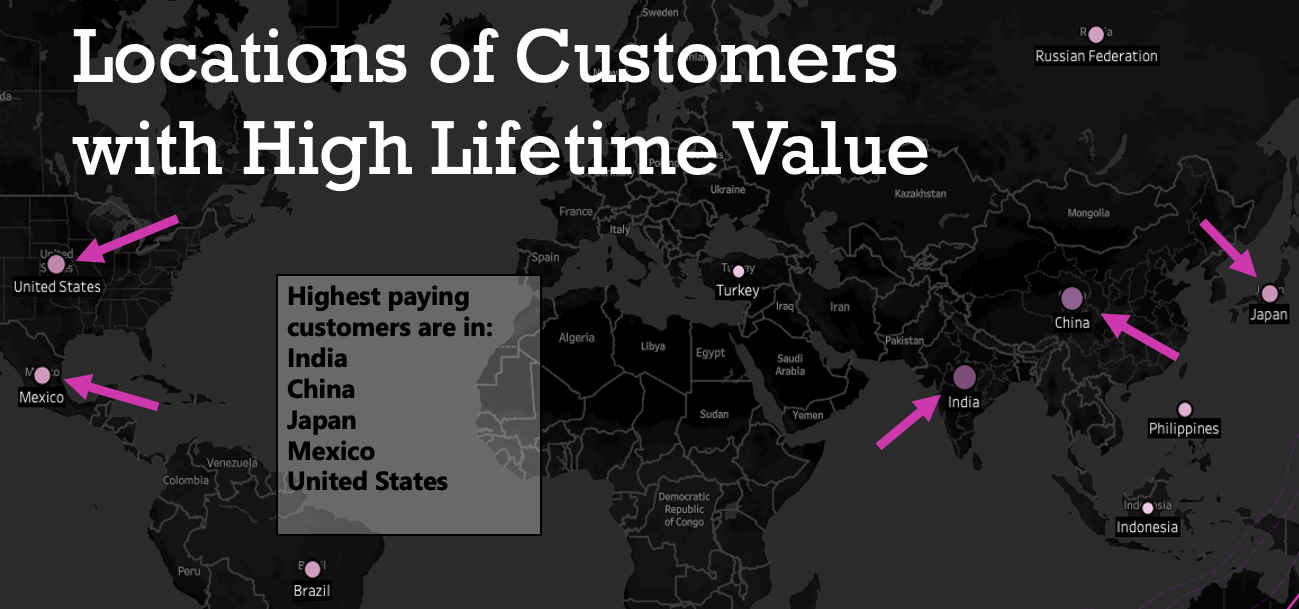 Locations of Customers
with High Lifetime Value
Sweden
Russian Federation
Ukraine
Kazakhstan
Mongolia
France
Italy
Spain
United States
Turkey
Iraq
Iran
Pakistan
China
Japan
Highest paying
customers are in:
India
China
Japan
Mexico
United States
Algeria
Libya
Egypt
Saudi
Arabia
Sudan
Yemen
Mexico
India
Philippines
Venezuela
Colombia
Democratic
Republic
of Congo
Indonesia
Peru
Brazil